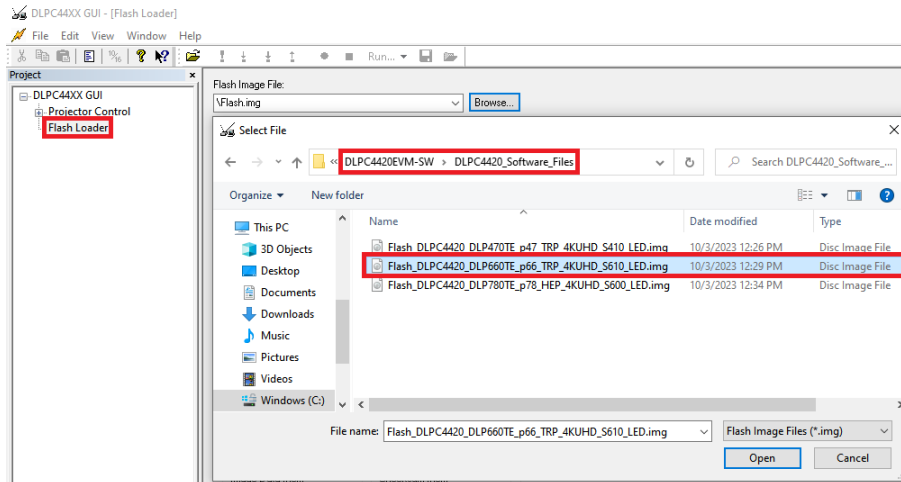 DLPC44XX GUI - [Flash Loader]
File Edit View Window Help
Run...
Project
DLPC44XX GUI
Projector Control
Flash Loader
Flash Image File:
\Flash.img
Browse...
Select File
« DLPC4420EVM-SW > DLPC4420_Software_Files
Search DLPC4420_Software_...
Organize New folder
This PC
3D Objects
Desktop
Documents
Downloads
Music
Pictures
Videos
Windows (C:)
Name Date modified Type
Flash_DLPC4420_DLP470TE_p47_TRP_4KUHD_S410_LED.img 10/3/2023 12:26 PM Disc Image File
Flash_DLPC4420_DLP660TE_p66_TRP_4KUHD_S610_LED.img 10/3/2023 12:29 PM Disc Image File
Flash_DLPC4420_DLP780TE_p78_HEP_4KUHD_S600_LED.img 10/3/2023 12:34 PM Disc Image File
File name: Flash_DLPC4420_DLP660TE_p66_TRP_4KUHD_S610_LED.img Flash Image Files (*.img)
Open Cancel